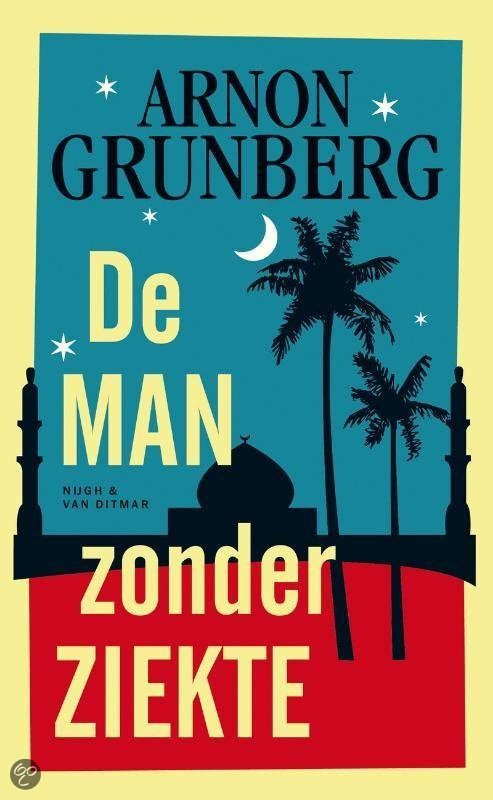 ARNON
GRUNBERG
De
MAN
NIJGH &
VAN DITMAR
zonder
ZIEKTE